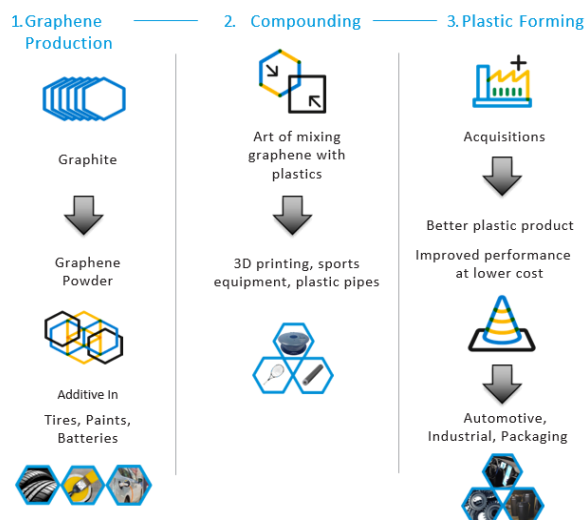 1. Graphene
Production
Graphite
Graphene
Powder
Additive In
Tires, Paints,
Batteries
2. Compounding
Art of mixing
graphene with
plastics
3D printing, sports
equipment, plastic pipes
3. Plastic Forming
Acquisitions
Better plastic product
Improved performance
at lower cost
Automotive,
Industrial, Packaging